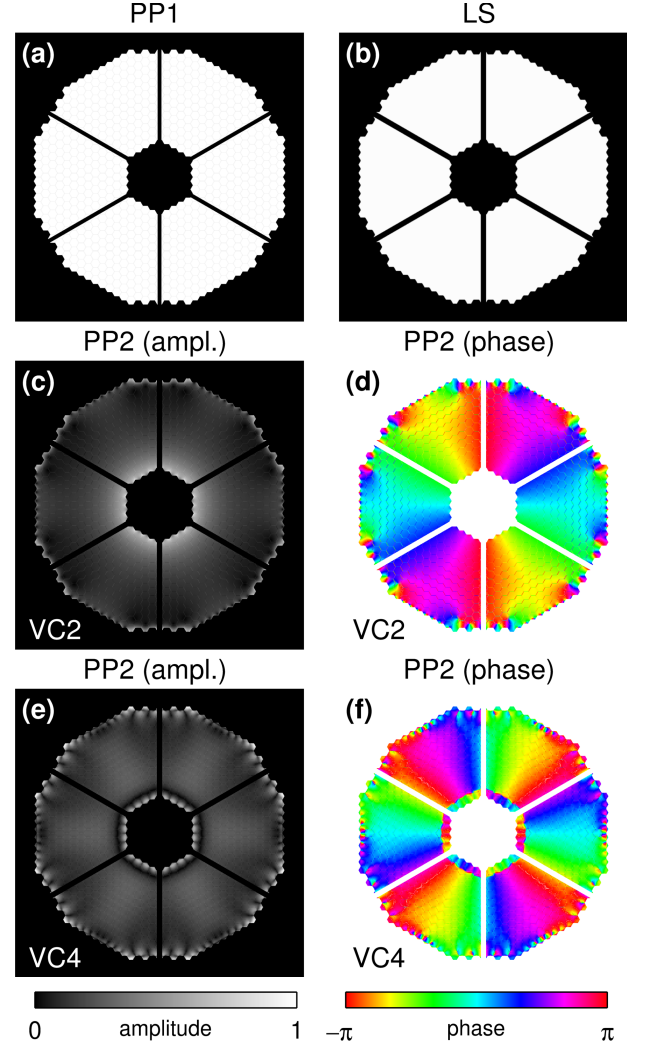 PP1 LS
(a) (b)
PP2 (ampl.) PP2 (phase)
(c) (d)
VC2 VC2
PP2 (ampl.) PP2 (phase)
(e) (f)
VC4 VC4
0 amplitude 1 −π phase π